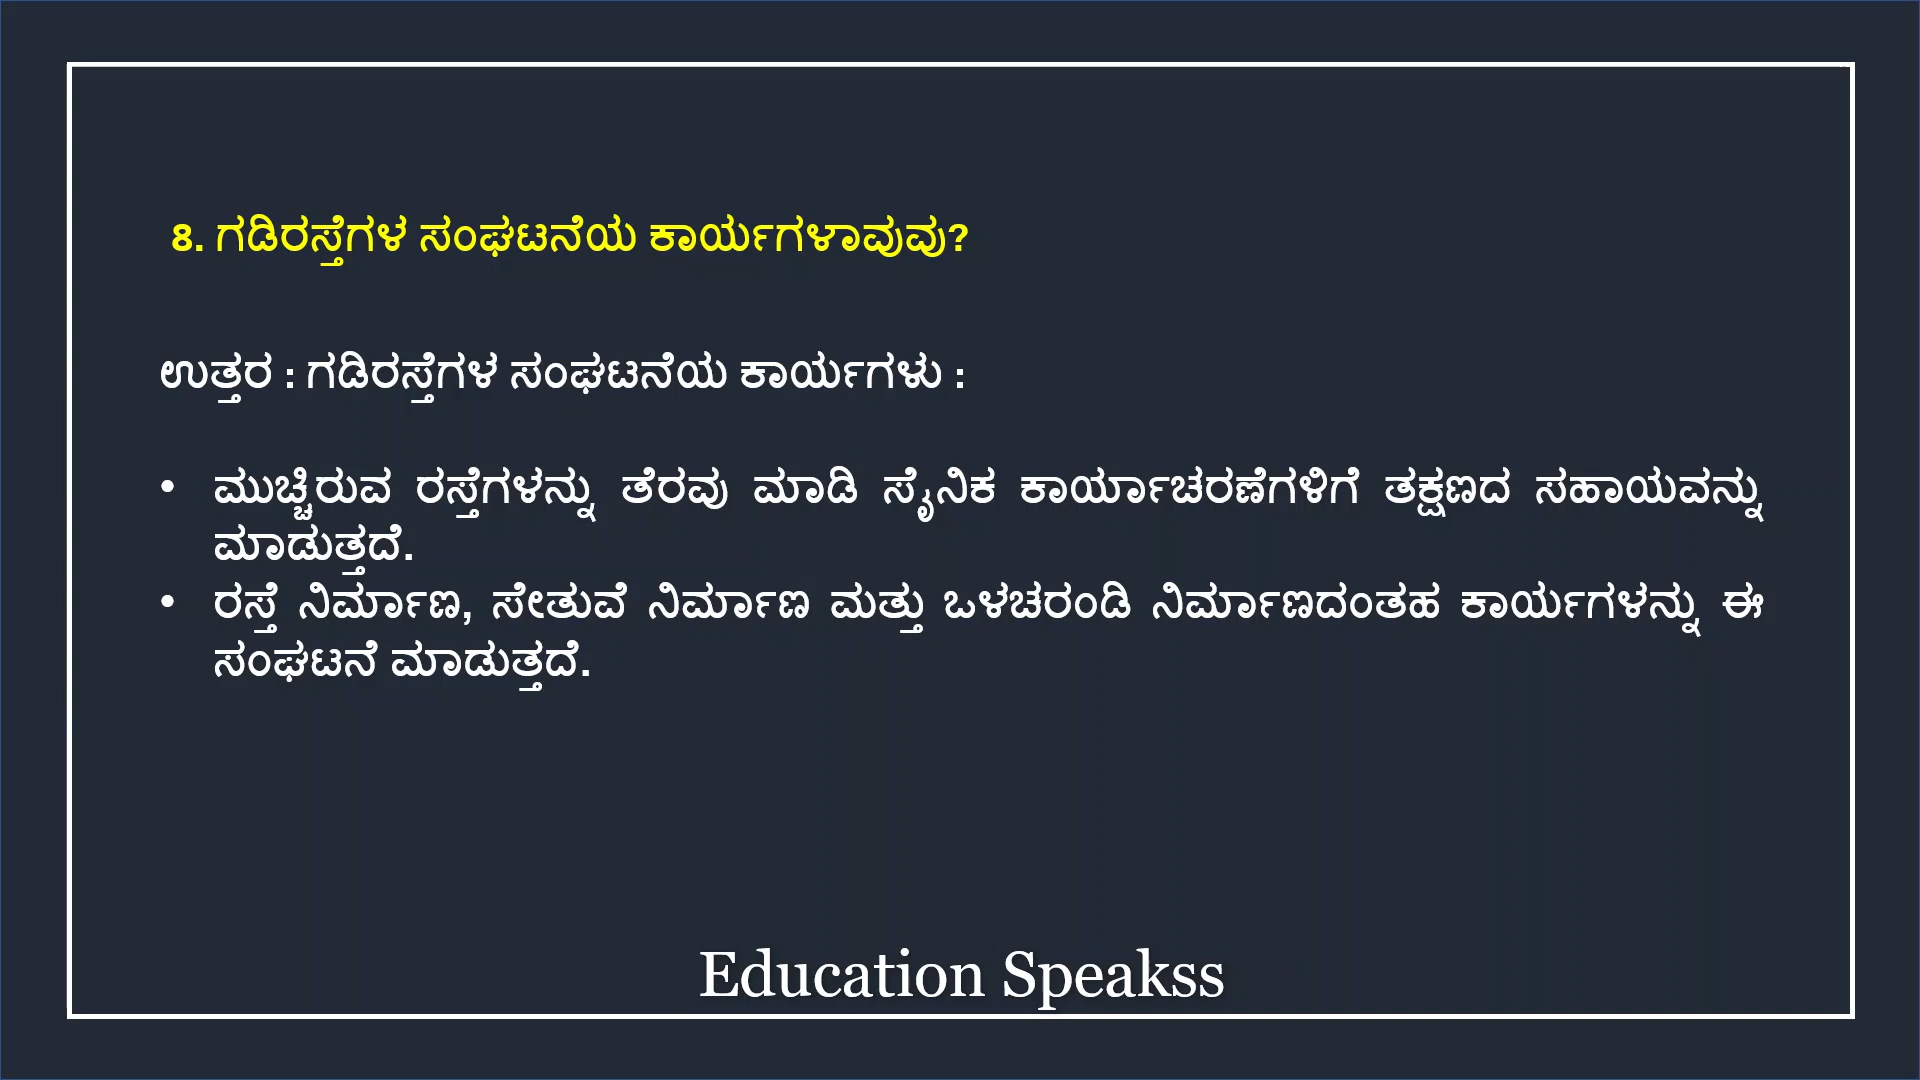 8. ಗಡಿರಸ್ತೆಗಳ ಸಂಘಟನೆಯ ಕಾರ್ಯಗಳಾವುವು?
ಉತ್ತರ : ಗಡಿರಸ್ತೆಗಳ ಸಂಘಟನೆಯ ಕಾರ್ಯಗಳು :
• ಮುಚ್ಚಿರುವ ರಸ್ತೆಗಳನ್ನು ತೆರವು ಮಾಡಿ ಸೈನಿಕ ಕಾರ್ಯಾಚರಣೆಗಳಿಗೆ ತಕ್ಷಣದ ಸಹಾಯವನ್ನು
ಮಾಡುತ್ತದೆ.
• ರಸ್ತೆ ನಿರ್ಮಾಣ, ಸೇತುವೆ ನಿರ್ಮಾಣ ಮತ್ತು ಒಳಚರಂಡಿ ನಿರ್ಮಾಣದಂತಹ ಕಾರ್ಯಗಳನ್ನು ಈ
ಸಂಘಟನೆ ಮಾಡುತ್ತದೆ.
Education Speakss